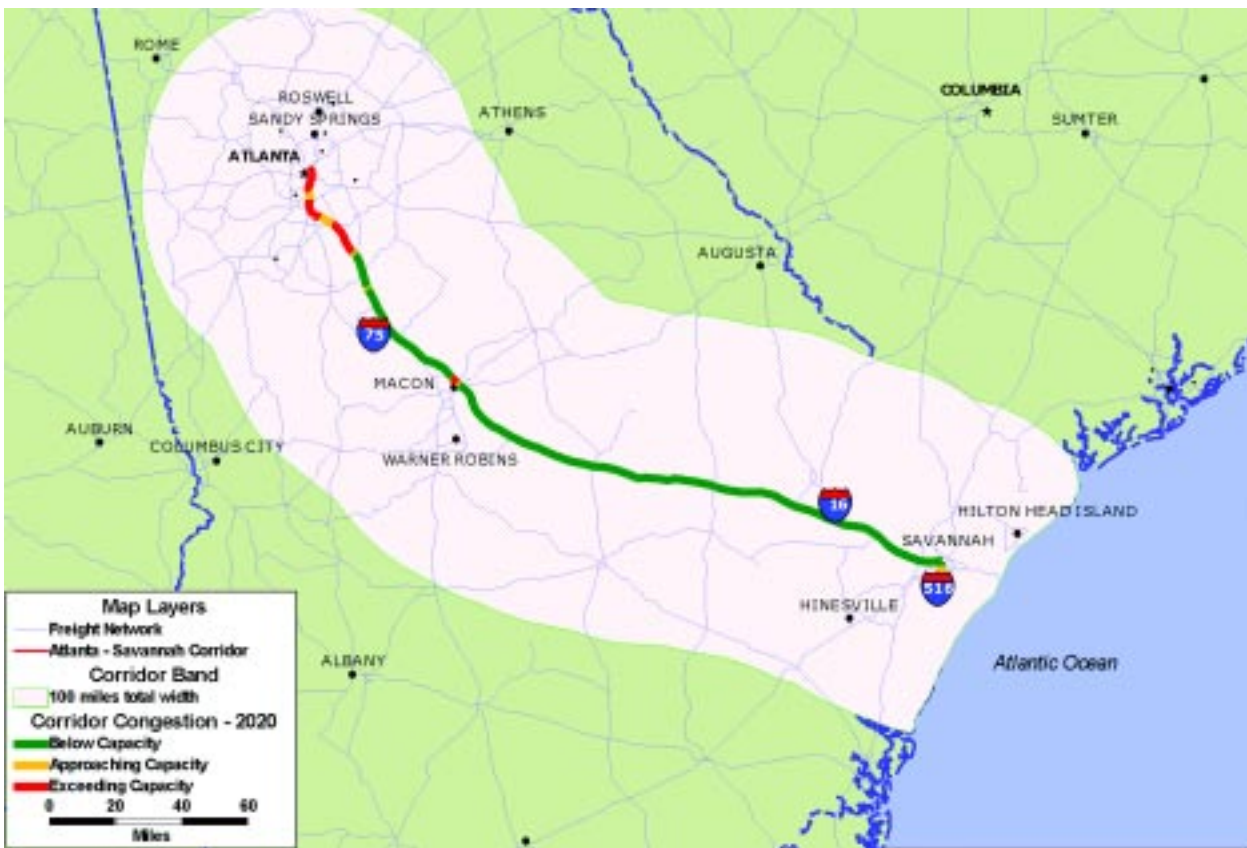 ROME
ROSWELL
SANDY SPRINGS
ATLANTA
ATHENS
COLUMBIA
SUMTER
AUGUSTA
75
MACON
WARNER ROBINS
AUBURN
COLUMBUS CITY
16
HILTON HEAD ISLAND
SAVANNAH
516
HINESVILLE
ALBANY
Atlantic Ocean
Map Layers
Freight Network
Atlanta - Savannah Corridor
Corridor Band
100 miles total width
Corridor Congestion - 2020
Below Capacity
Approaching Capacity
Exceeding Capacity
0 20 40 60
Miles